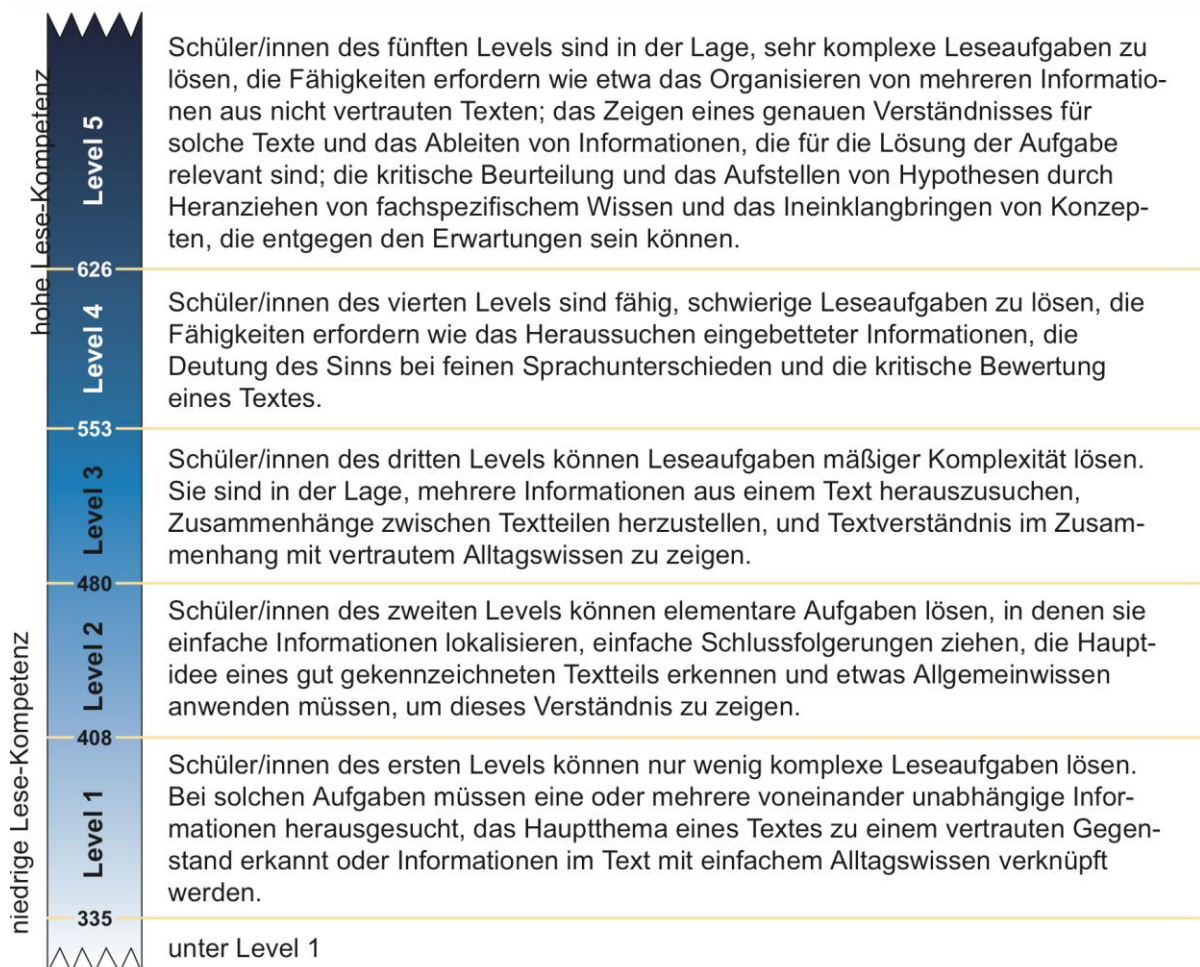 hohe Lese-Kompetenz
niedrige Lese-Kompetenz
Level 5
Schüler/innen des fünften Levels sind in der Lage, sehr komplexe Leseaufgaben zu
lösen, die Fähigkeiten erfordern wie etwa das Organisieren von mehreren Informatio-
nen aus nicht vertrauten Texten; das Zeigen eines genauen Verständnisses für
solche Texte und das Ableiten von Informationen, die für die Lösung der Aufgabe
relevant sind; die kritische Beurteilung und das Aufstellen von Hypothesen durch
Heranziehen von fachspezifischem Wissen und das Ineinklangbringen von Konzep-
ten, die entgegen den Erwartungen sein können.
626
Level 4
Schüler/innen des vierten Levels sind fähig, schwierige Leseaufgaben zu lösen, die
Fähigkeiten erfordern wie das Heraussuchen eingebetteter Informationen, die
Deutung des Sinns bei feinen Sprachunterschieden und die kritische Bewertung
eines Textes.
553
Level 3
Schüler/innen des dritten Levels können Leseaufgaben mäßiger Komplexität lösen.
Sie sind in der Lage, mehrere Informationen aus einem Text herauszusuchen,
Zusammenhänge zwischen Textteilen herzustellen, und Textverständnis im Zusam-
menhang mit vertrautem Alltagswissen zu zeigen.
480
Level 2
Schüler/innen des zweiten Levels können elementare Aufgaben lösen, in denen sie
einfache Informationen lokalisieren, einfache Schlussfolgerungen ziehen, die Haupt-
idee eines gut gekennzeichneten Textteils erkennen und etwas Allgemeinwissen
anwenden müssen, um dieses Verständnis zu zeigen.
408
Level 1
Schüler/innen des ersten Levels können nur wenig komplexe Leseaufgaben lösen.
Bei solchen Aufgaben müssen eine oder mehrere voneinander unabhängige Infor-
mationen herausgesucht, das Hauptthema eines Textes zu einem vertrauten Gegen-
stand erkannt oder Informationen im Text mit einfachem Alltagswissen verknüpft
werden.
335
unter Level 1